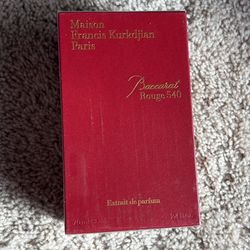 Maison
Francis Kurkdjian
Paris
Baccarat
Rouge 540
Extrait de parfum